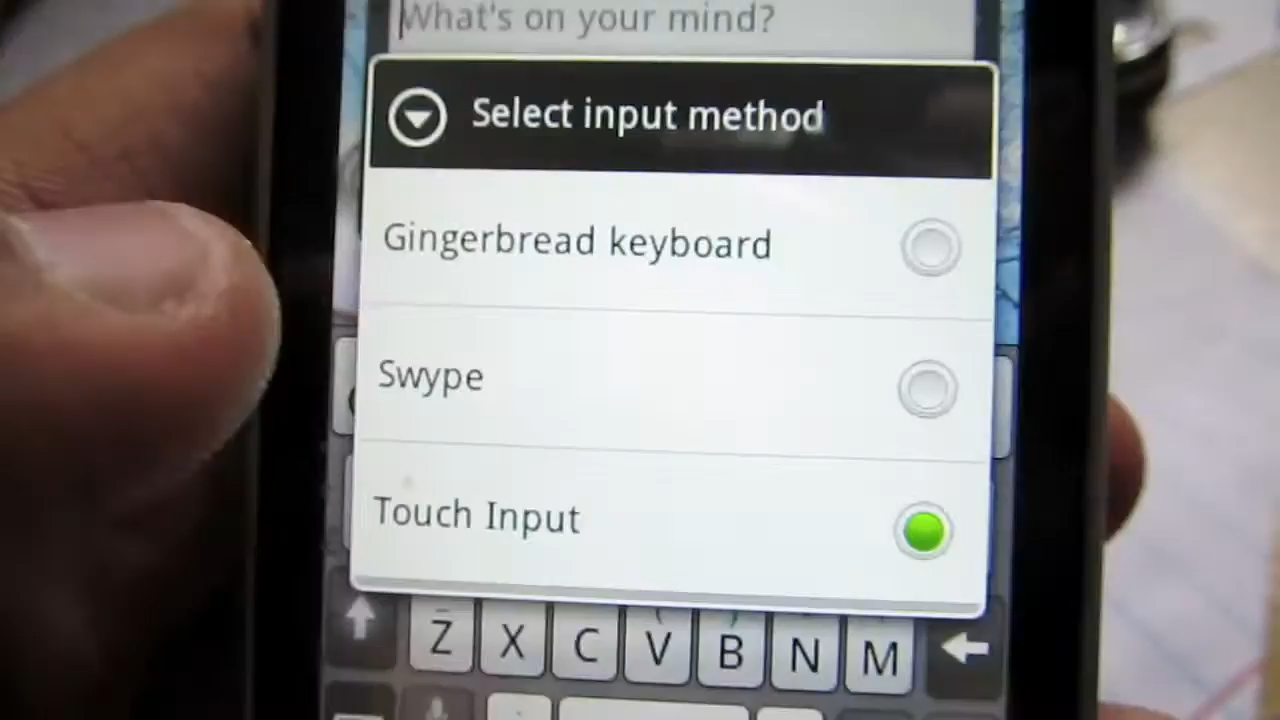 What's on your mind?
Select input method
Gingerbread keyboard
Swype
Touch Input
Z X C V B N M